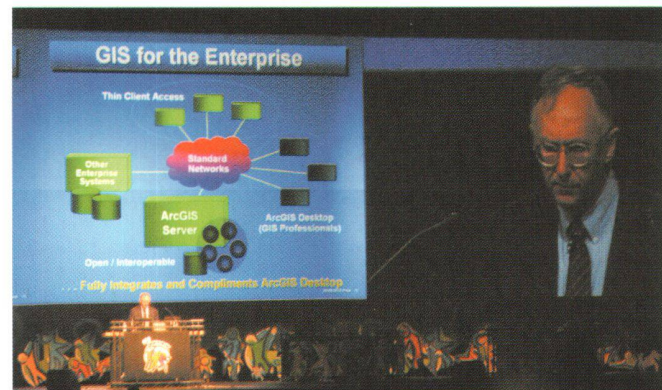 GIS for the Enterprise
Thin Client Access
Other
Enterprise
Systems
Standard
Networks
ArcGIS
Server
ArcGIS Desktop
(GIS Professionals)
Open / Interoperable
. . . Fully Integrates and Compliments ArcGIS Desktop